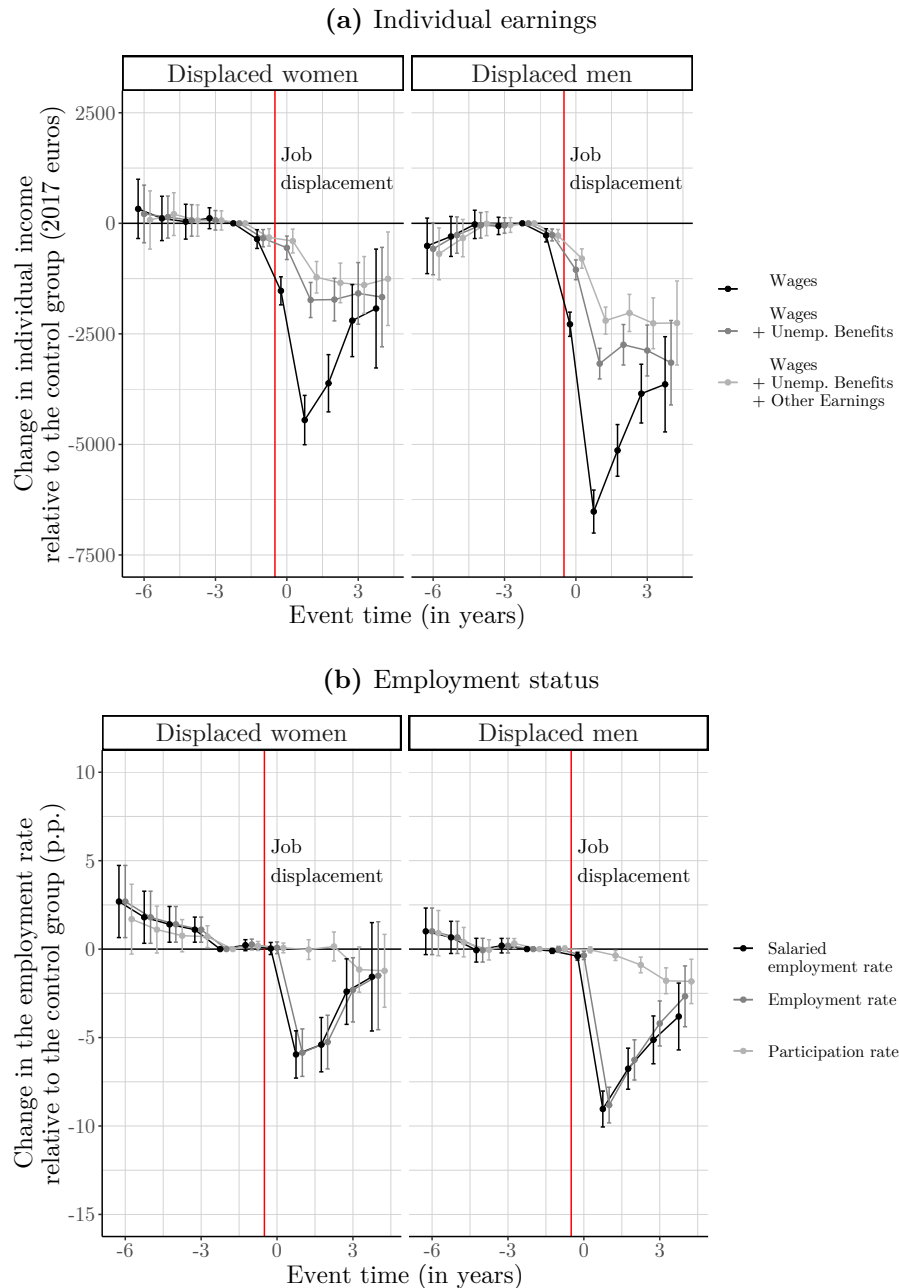 (a) Individual earnings
Displaced women
Displaced men
Change in individual income
relative to the control group (2017 euros)
2500
0
-2500
-5000
-7500
Job
displacement
Job
displacement
-6
-3
0
3
-6
-3
0
3
Event time (in years)
Wages
Wages
+ Unemp. Benefits
Wages
+ Unemp. Benefits
+ Other Earnings
(b) Employment status
Displaced women
Displaced men
Change in the employment rate
relative to the control group (p.p.)
10
5
0
-5
-10
-15
Job
displacement
Job
displacement
-6
-3
0
3
-6
-3
0
3
Event time (in years)
Salaried
employment rate
Employment rate
Participation rate